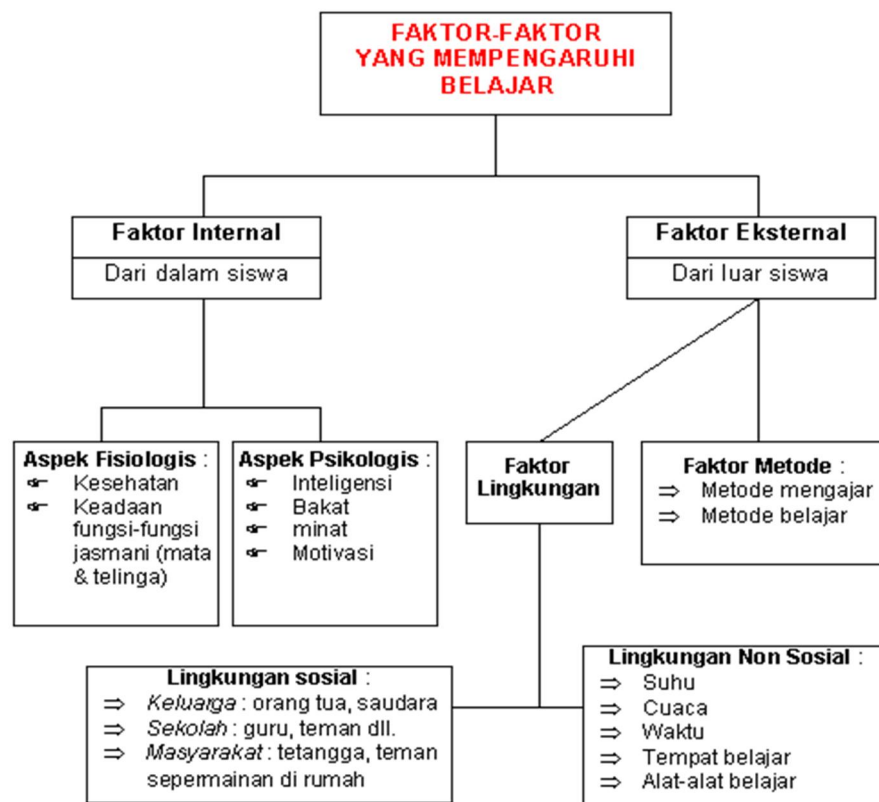 FAKTOR-FAKTOR
YANG MEMPENGARUHI
BELAJAR
Faktor Internal
Dari dalam siswa
Faktor Eksternal
Dari luar siswa
Aspek Fisiologis :
Kesehatan
Keadaan
fungsi-fungsi
jasmani (mata
& telinga)
Aspek Psikologis :
Inteligensi
Bakat
minat
Motivasi
Faktor
Lingkungan
Faktor Metode :
⇒ Metode mengajar
⇒ Metode belajar
Lingkungan sosial :
⇒ Keluarga : orang tua, saudara
⇒ Sekolah : guru, teman dll.
⇒ Masyarakat : tetangga, teman
sepermainan di rumah
Lingkungan Non Sosial :
⇒ Suhu
⇒ Cuaca
⇒ Waktu
⇒ Tempat belajar
⇒ Alat-alat belajar